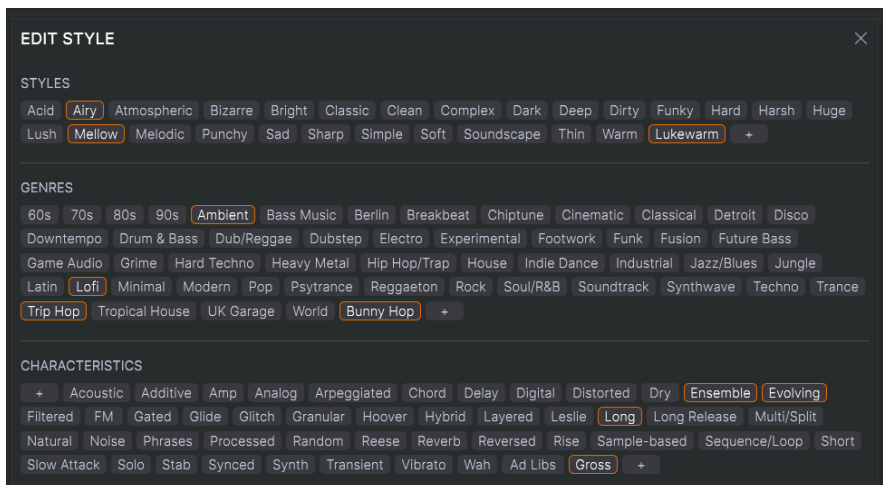 EDIT STYLE
STYLES
Acid Airy Atmospheric Bizarre Bright Classic Clean Complex Dark Deep Dirty Funky Hard Harsh Huge
Lush Mellow Melodic Punchy Sad Sharp Simple Soft Soundscape Thin Warm Lukewarm +
GENRES
60s 70s 80s 90s Ambient Bass Music Berlin Breakbeat Chiptune Cinematic Classical Detroit Disco
Downtempo Drum & Bass Dub/Reggae Dubstep Electro Experimental Footwork Funk Fusion Future Bass
Game Audio Grime Hard Techno Heavy Metal Hip Hop/Trap House Indie Dance Industrial Jazz/Blues Jungle
Latin Lofi Minimal Modern Pop Psytrance Reggaeton Rock Soul/R&B Soundtrack Synthwave Techno Trance
Trip Hop Tropical House UK Garage World Bunny Hop +
CHARACTERISTICS
+ Acoustic Additive Amp Analog Arpeggiated Chord Delay Digital Distorted Dry Ensemble Evolving
Filtered FM Gated Glide Glitch Granular Hoover Hybrid Layered Leslie Long Long Release Multi/Split
Natural Noise Phrases Processed Random Reese Reverb Reversed Rise Sample-based Sequence/Loop Short
Slow Attack Solo Stab Synced Synth Transient Vibrato Wah Ad Libs Gross +